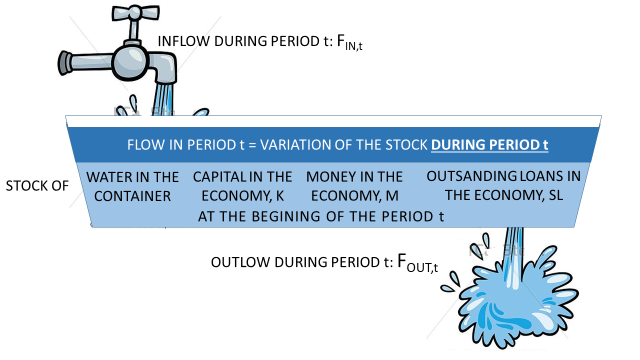 INFLOW DURING PERIOD t: F_IN,t
FLOW IN PERIOD t = VARIATION OF THE STOCK DURING PERIOD t
STOCK OF
WATER IN THE CONTAINER
CAPITAL IN THE ECONOMY, K
MONEY IN THE ECONOMY, M
OUTSANDING LOANS IN THE ECONOMY, SL
AT THE BEGINING OF THE PERIOD t
OUTLOW DURING PERIOD t: F_OUT,t